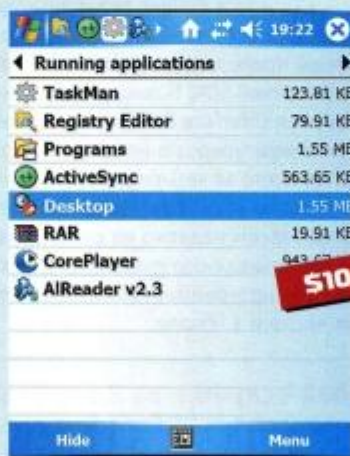 19:22
Running applications
TaskMan 123,81 KB
Registry Editor 79,91 KB
Programs 1,55 MB
ActiveSync 563,65 KB
Desktop 1,55 MB
RAR 19,91 KB
CorePlayer
AlReader v2.3
$10
Hide Menu